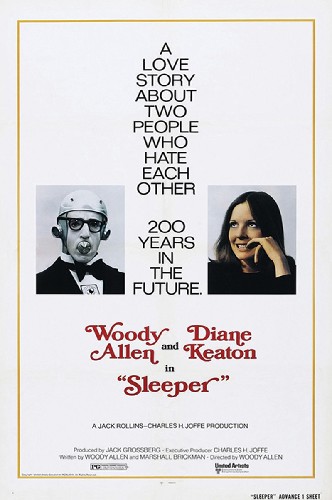 A
LOVE
STORY
ABOUT
TWO
PEOPLE
WHO
HATE
EACH
OTHER
200
YEARS
IN
THE
FUTURE.
Woody Allen and Diane Keaton
in
"Sleeper"
A JACK ROLLINS-CHARLES H. JOFFE PRODUCTION
Produced by JACK GROSSBERG - Executive Producer: CHARLES H. JOFFE
Written by WOODY ALLEN and MARSHALL BRICKMAN - Directed by WOODY ALLEN
PG
United Artists
"SLEEPER" ADVANCE 1 SHEET